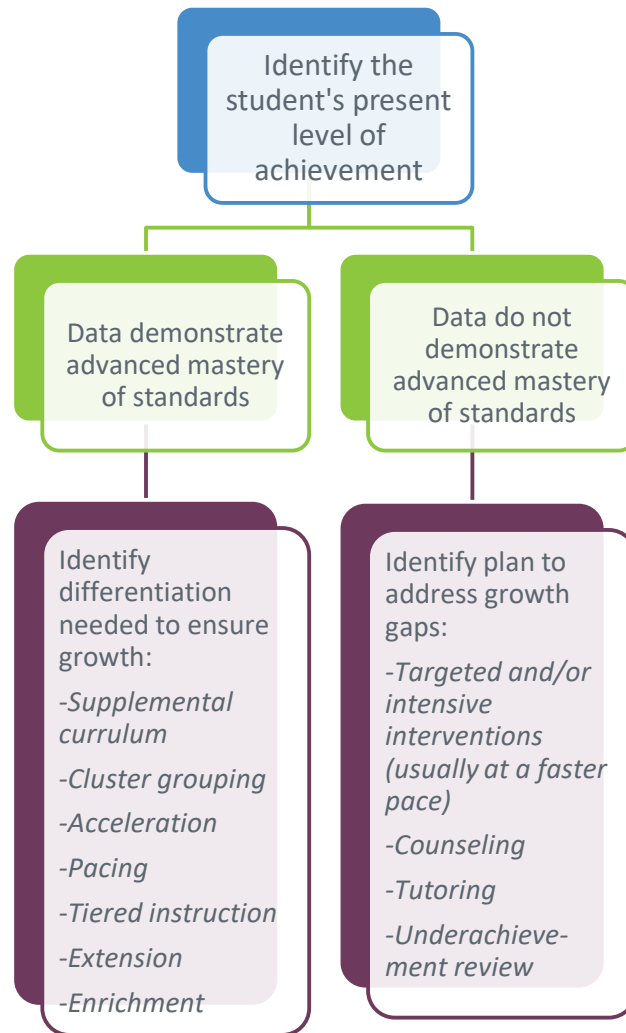 Identify the
student's present
level of
achievement
Data demonstrate
advanced mastery
of standards
Data do not
demonstrate
advanced mastery
of standards
Identify
differentiation
needed to ensure
growth:
-Supplemental
currulum
-Cluster grouping
-Acceleration
-Pacing
-Tiered instruction
-Extension
-Enrichment
Identify plan to
address growth
gaps:
-Targeted and/or
intensive
interventions
(usually at a faster
pace)
-Counseling
-Tutoring
-Underachieve-
ment review